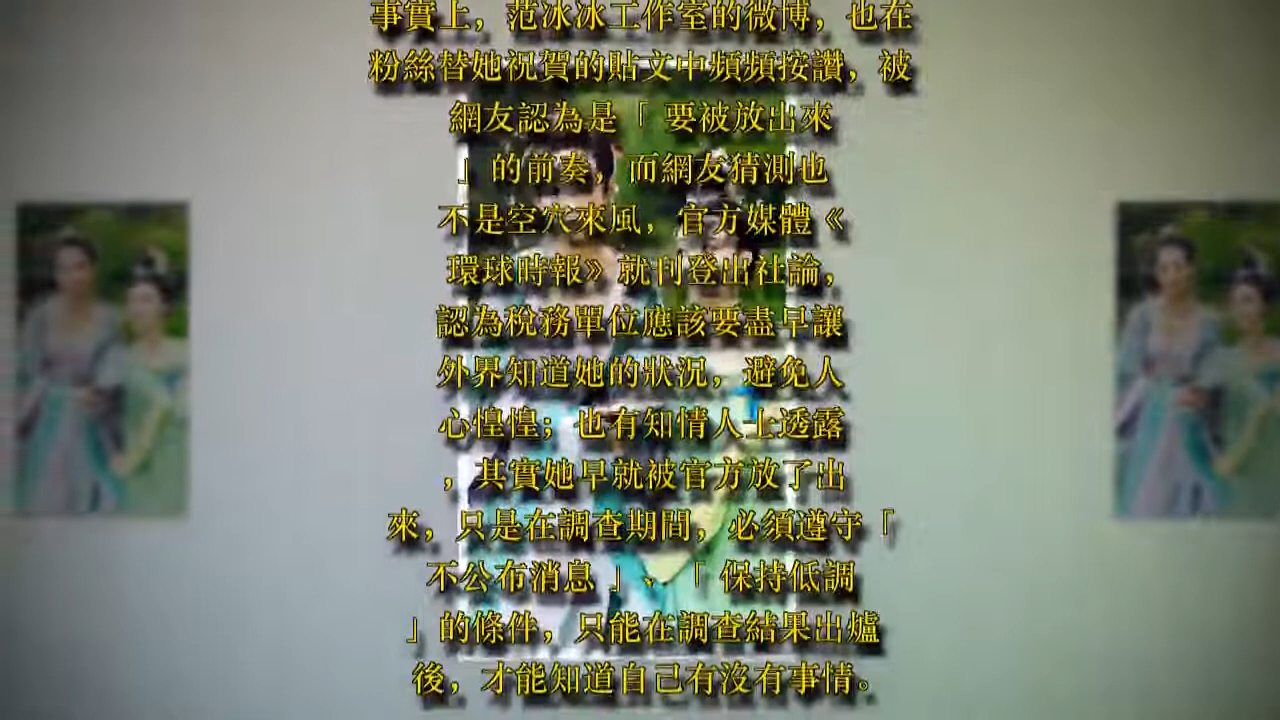 事實上，范冰冰工作室的微博，也在
粉絲替她祝賀的貼文中頻頻按讚，被
網友認為是「 要被放出來
」的前奏，而網友猜測也
不是空穴來風，官方媒體《
環球時報》就刊登出社論，
認為稅務單位應該要盡早讓
外界知道她的狀況，避免人
心惶惶；也有知情人士透露
，其實她早就被官方放了出
來，只是在調查期間，必須遵守「
不公布消息 」、「 保持低調
」的條件，只能在調查結果出爐
後，才能知道自己有沒有事情。